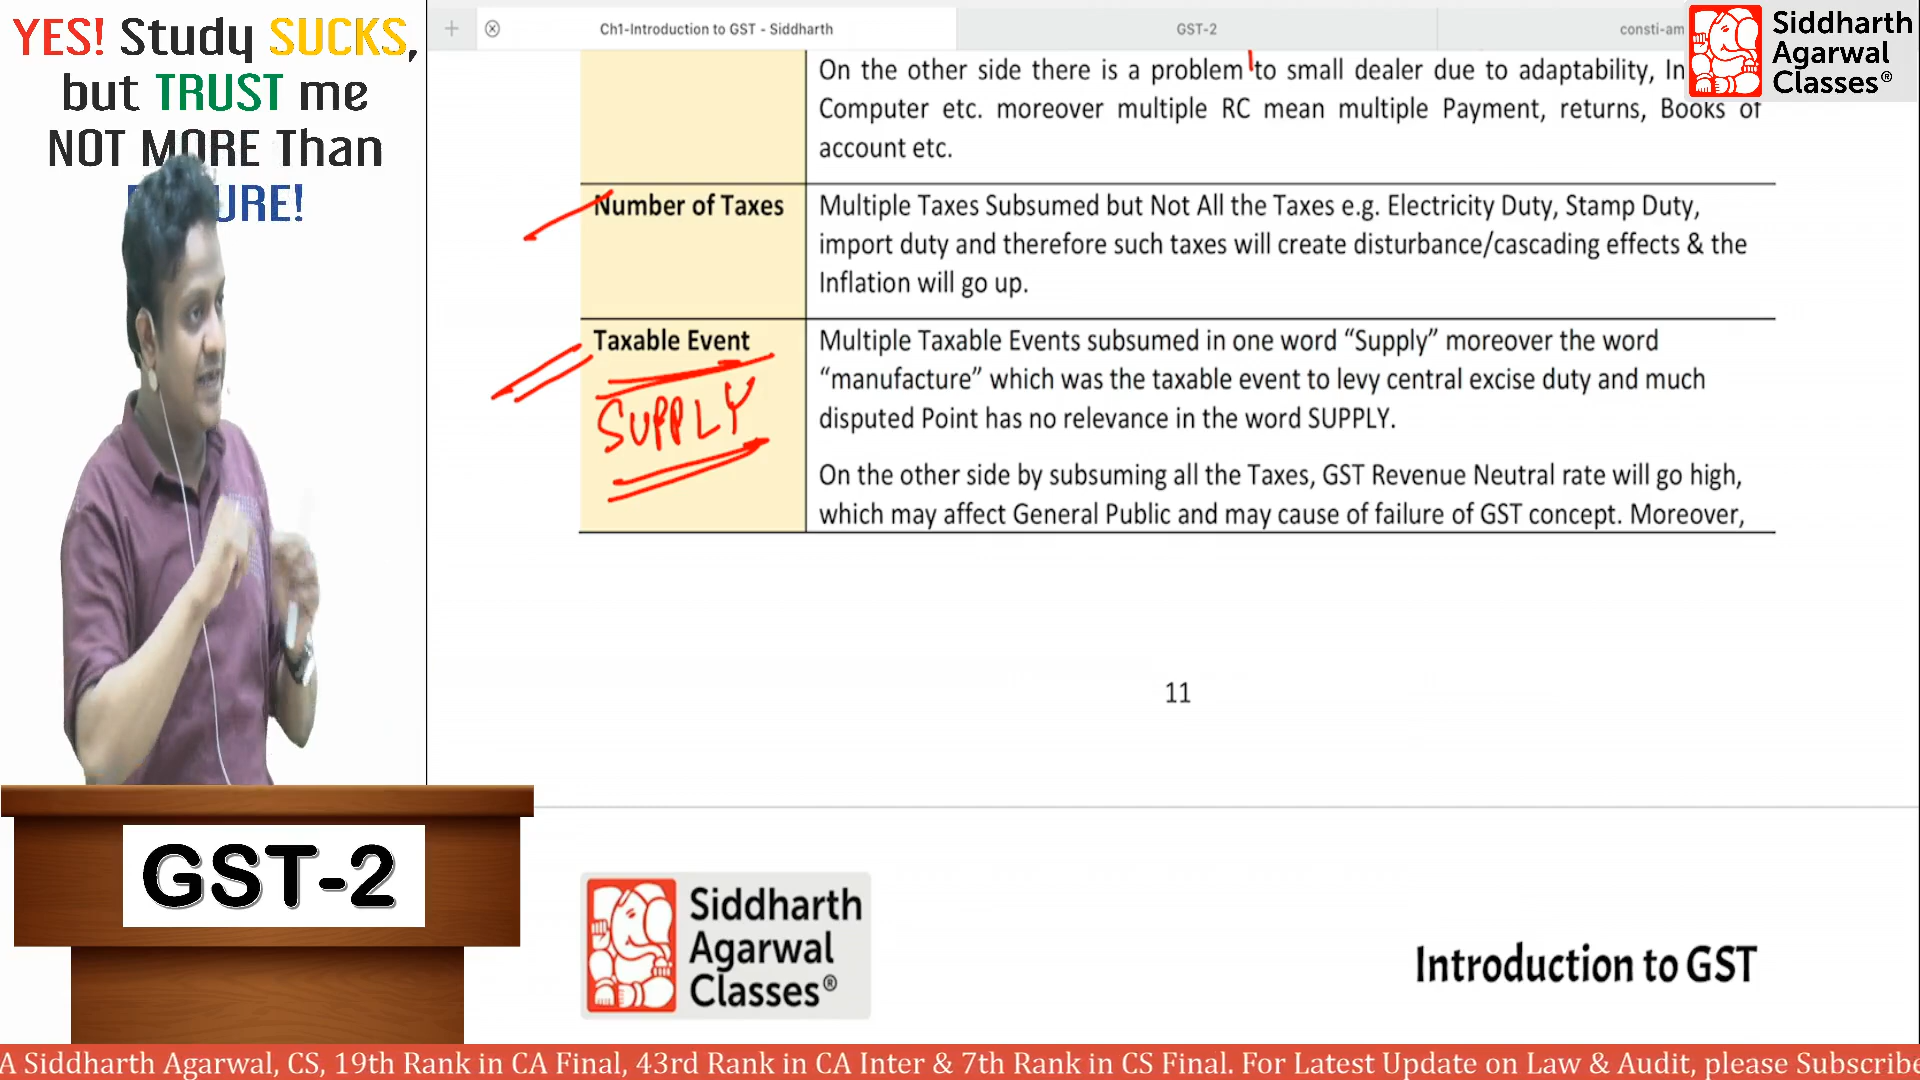 YES! Study SUCKS,
but TRUST me
NOT MORE Than
URE!
Ch1-Introduction to GST - Siddharth
GST-2
consti-am
Siddharth
Agarwal
Classes®
On the other side there is a problem to small dealer due to adaptability, In
Computer etc. moreover multiple RC mean multiple Payment, returns, Books of
account etc.
Number of Taxes
Multiple Taxes Subsumed but Not All the Taxes e.g. Electricity Duty, Stamp Duty,
import duty and therefore such taxes will create disturbance/cascading effects & the
Inflation will go up.
Taxable Event
SUPPLY
Multiple Taxable Events subsumed in one word “Supply” moreover the word
“manufacture” which was the taxable event to levy central excise duty and much
disputed Point has no relevance in the word SUPPLY.
On the other side by subsuming all the Taxes, GST Revenue Neutral rate will go high,
which may affect General Public and may cause of failure of GST concept. Moreover,
11
GST-2
Siddharth
Agarwal
Classes®
Introduction to GST
A Siddharth Agarwal, CS, 19th Rank in CA Final, 43rd Rank in CA Inter & 7th Rank in CS Final. For Latest Update on Law & Audit, please Subscribe